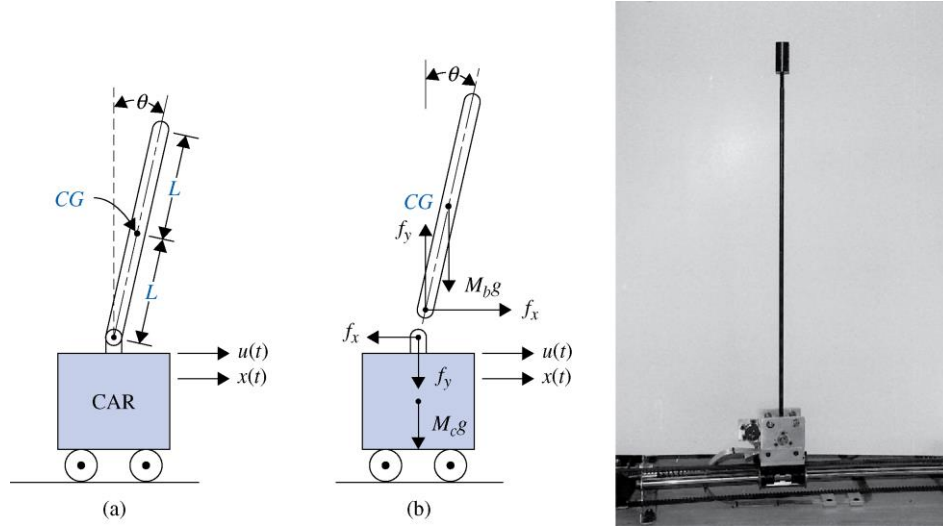 θ
L
CG
L
u(t)
x(t)
CAR
(a)
θ
CG
f_y
M_b g
f_x
f_x
u(t)
f_y
x(t)
M_c g
(b)